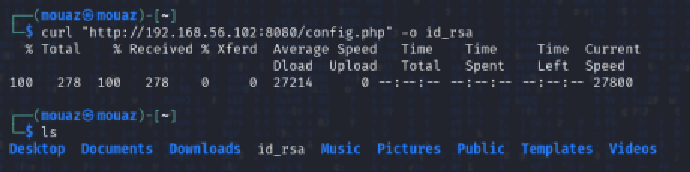 ┌──(mouaz㉿mouaz)-[~]
└─$ curl "http://192.168.56.102:8080/config.php" -o id_rsa
% Total % Received % Xferd Average Speed Time Time Time Current
Dload Upload Total Spent Left Speed
100 278 100 278 0 0 27214 0 --:--:-- --:--:-- --:--:-- 27800
┌──(mouaz㉿mouaz)-[~]
└─$ ls
Desktop Documents Downloads id_rsa Music Pictures Public Templates Videos